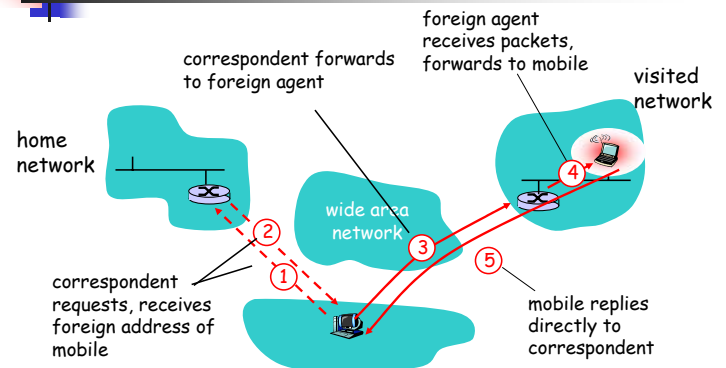 foreign agent
receives packets,
forwards to mobile
correspondent forwards
to foreign agent
visited
network
home
network
wide area
network
4
2
3
5
1
correspondent
requests, receives
foreign address of
mobile
mobile replies
directly to
correspondent